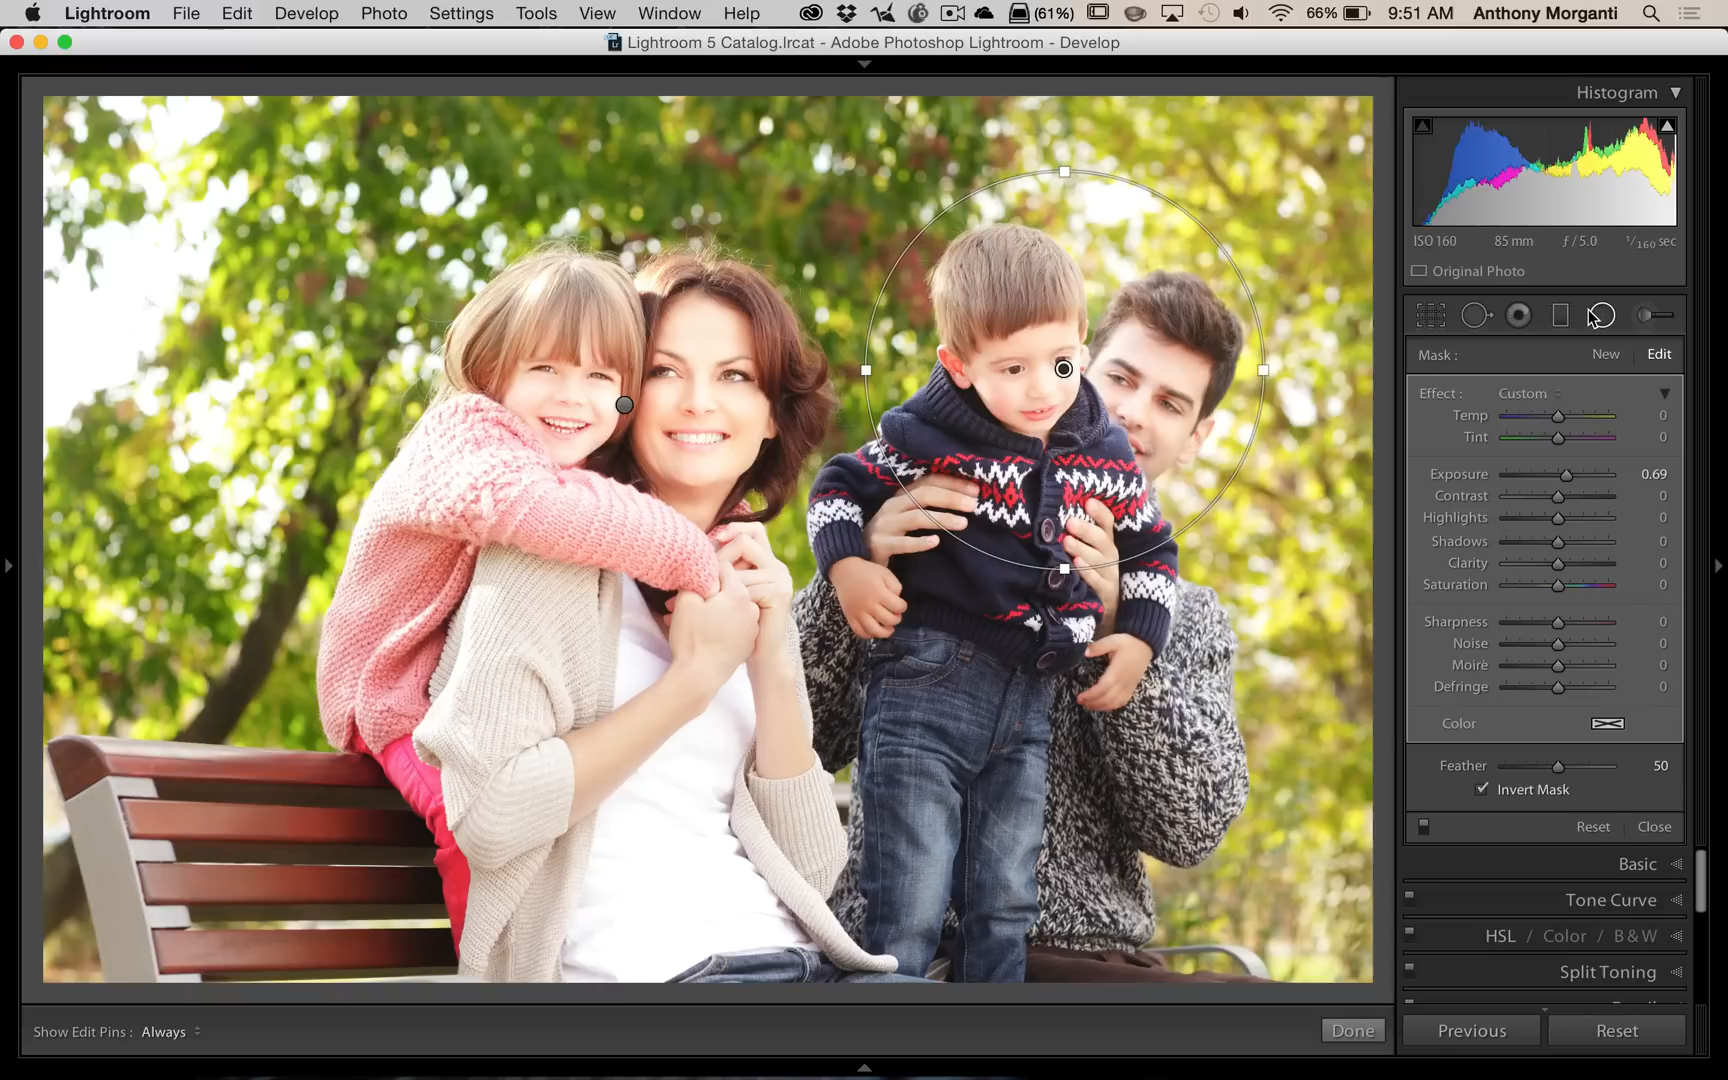 Lightroom File Edit Develop Photo Settings Tools View Window Help (61%) 66% 9:51 AM Anthony Morganti
Lightroom 5 Catalog.lrcat - Adobe Photoshop Lightroom - Develop
Histogram
ISO 160 85 mm ƒ / 5.0 1/160 sec
Original Photo
Mask : New Edit
Effect : Custom
Temp 0
Tint 0
Exposure 0.69
Contrast 0
Highlights 0
Shadows 0
Clarity 0
Saturation 0
Sharpness 0
Noise 0
Moiré 0
Defringe 0
Color
Feather 50
Invert Mask
Reset Close
Basic
Tone Curve
HSL / Color / B & W
Split Toning
Show Edit Pins : Always Done Previous Reset